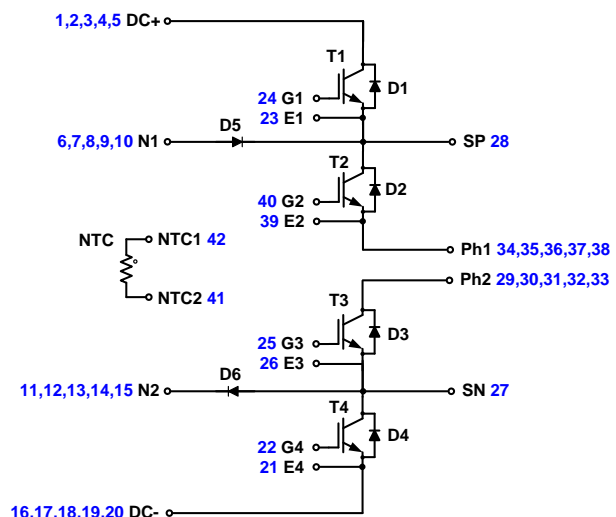 1,2,3,4,5 DC+
T1
D1
24 G1
23 E1
D5
6,7,8,9,10 N1
SP 28
T2
D2
40 G2
39 E2
NTC
NTC1 42
Ph1 34,35,36,37,38
Ph2 29,30,31,32,33
NTC2 41
T3
D3
25 G3
26 E3
D6
11,12,13,14,15 N2
SN 27
T4
D4
22 G4
21 E4
16,17,18,19,20 DC-